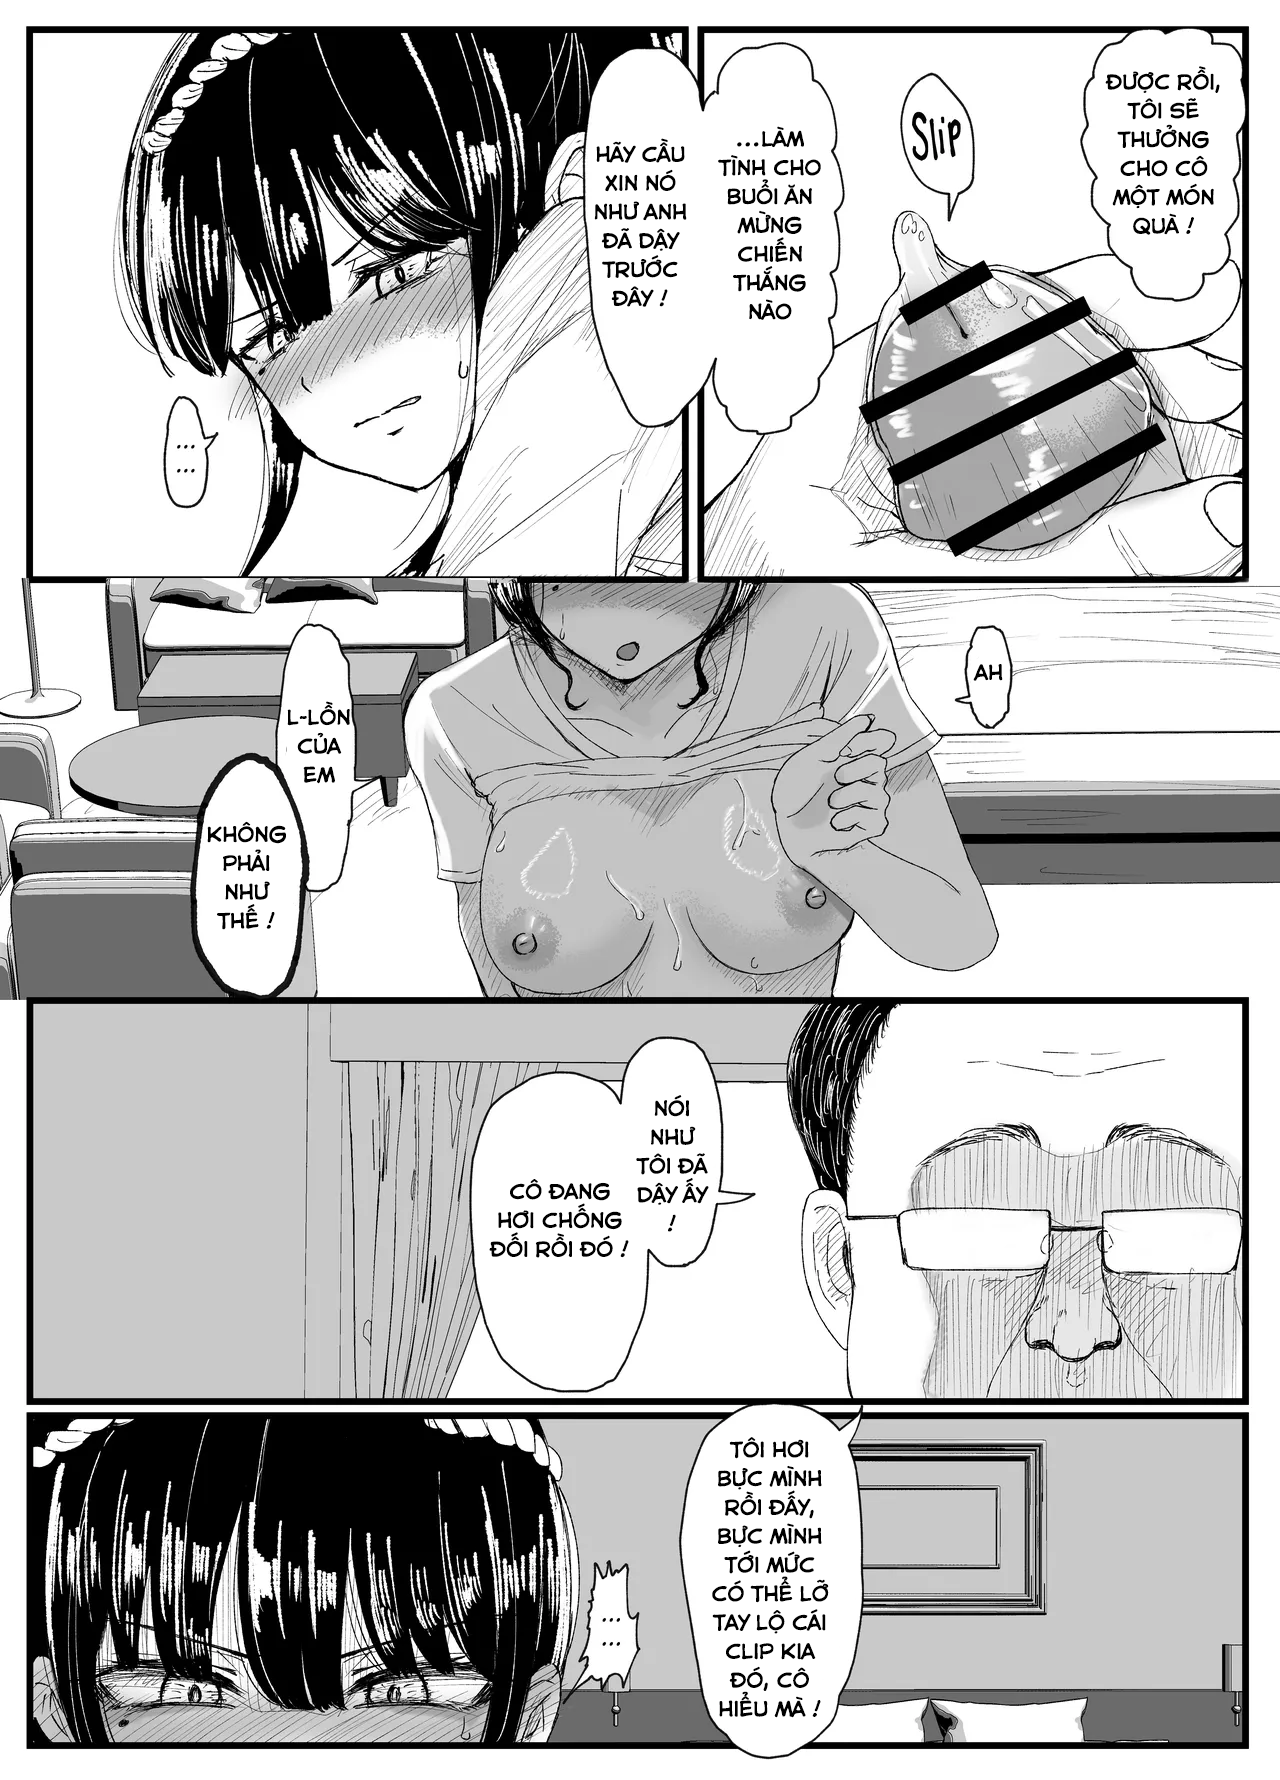 ĐƯỢC RỒI,
TÔI SẼ
THƯỞNG
CHO CÔ
MỘT MÓN
QUÀ !
Slip
...LÀM
TÌNH CHO
BUỔI ĂN
MỪNG
CHIẾN
THẮNG
NÀO
HÃY CẦU
XIN NÓ
NHƯ ANH
ĐÃ DẬY
TRƯỚC
ĐÂY !
...
...
AH
L-LỒN
CỦA
EM
KHÔNG
PHẢI
NHƯ
THẾ !
NÓI
NHƯ
TÔI ĐÃ
DẬY ẤY
!
CÔ ĐANG
HƠI CHỐNG
ĐỐI RỒI ĐÓ !
TÔI HƠI
BỰC MÌNH
RỒI ĐẤY,
BỰC MÌNH
TỚI MỨC
CÓ THỂ LỠ
TAY LỘ CÁI
CLIP KIA
ĐÓ, CÔ
HIỂU MÀ !
...
...